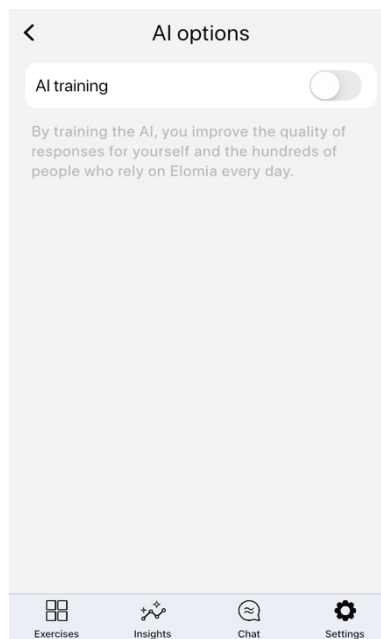 AI options
AI training
By training the AI, you improve the quality of
responses for yourself and the hundreds of
people who rely on Elomia every day.
Exercises Insights Chat Settings